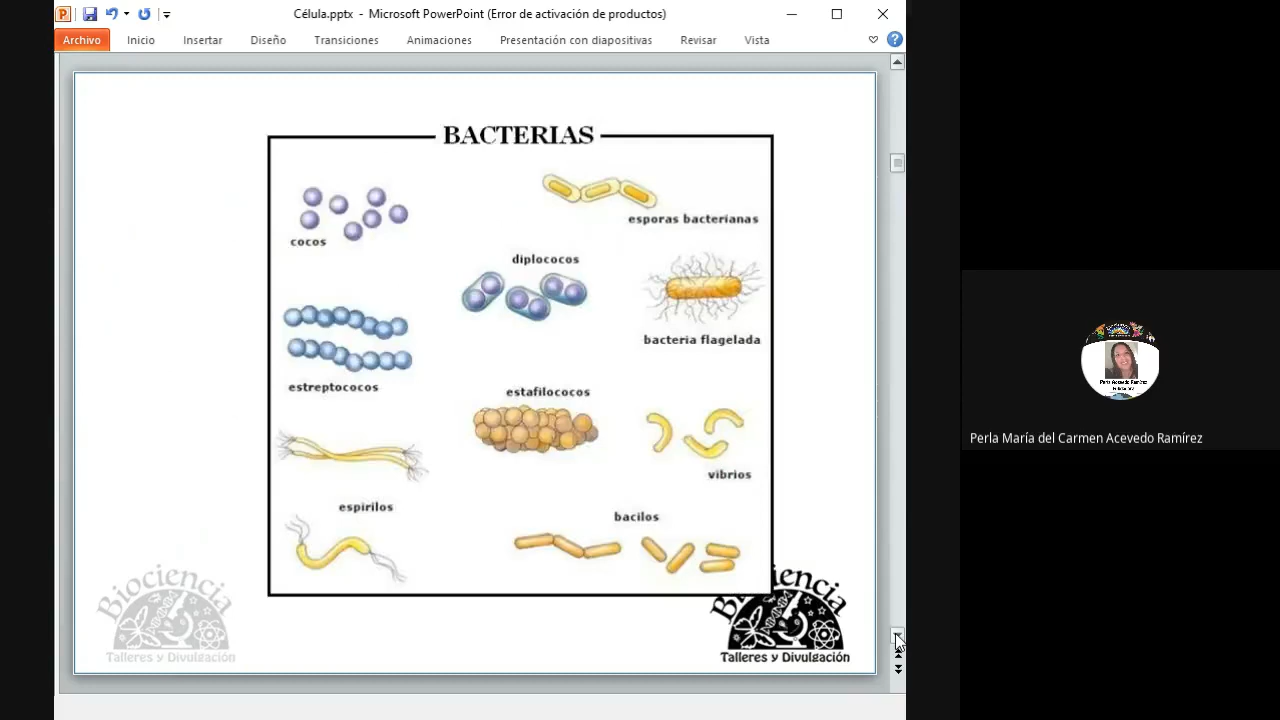 Célula.pptx - Microsoft PowerPoint (Error de activación de productos)
Archivo Inicio Insertar Diseño Transiciones Animaciones Presentación con diapositivas Revisar Vista
BACTERIAS
cocos
esporas bacterianas
diplococos
bacteria flagelada
estreptococos
estafilococos
vibrios
espirilos
bacilos
Biociencia
Talleres y Divulgación
Talleres y Divulgación
Perla María del Carmen Acevedo Ramírez